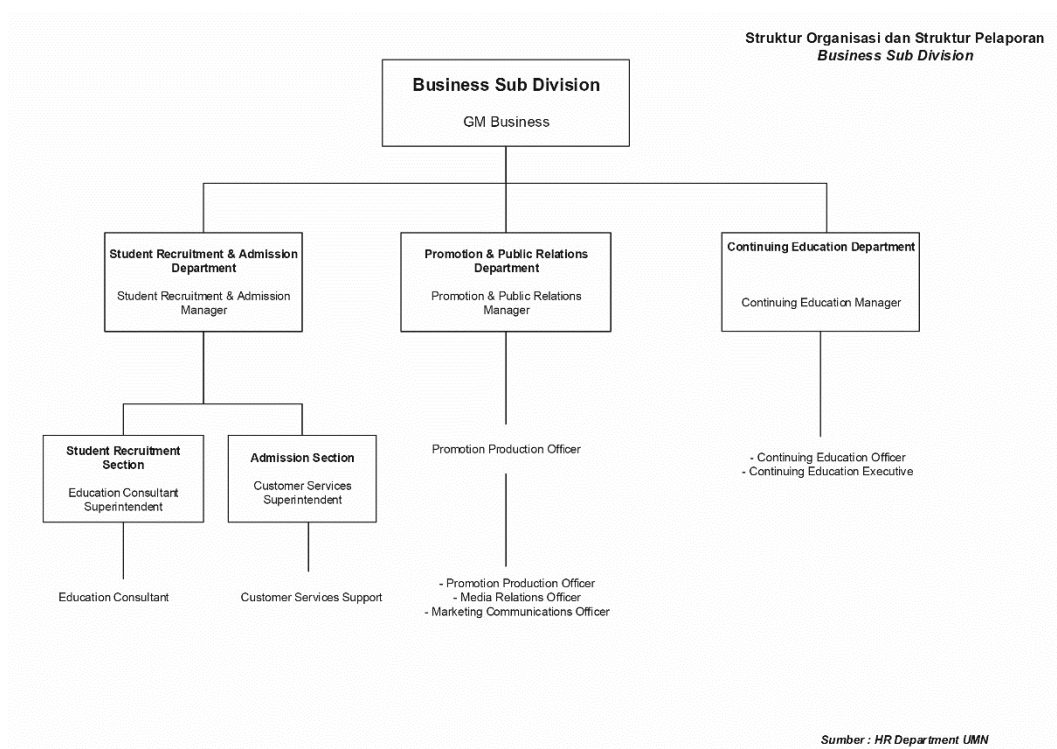 Struktur Organisasi dan Struktur Pelaporan
Business Sub Division
Business Sub Division
GM Business
Student Recruitment & Admission
Department
Student Recruitment & Admission
Manager
Promotion & Public Relations
Department
Promotion & Public Relations
Manager
Continuing Education Department
Continuing Education Manager
Student Recruitment
Section
Education Consultant
Superintendent
Admission Section
Customer Services
Superintendent
Promotion Production Officer
- Continuing Education Officer
- Continuing Education Executive
Education Consultant
Customer Services Support
- Promotion Production Officer
- Media Relations Officer
- Marketing Communications Officer
Sumber : HR Department UMN